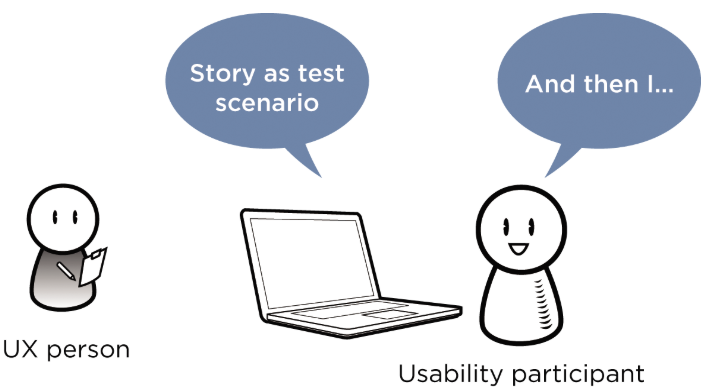 Story as test
scenario
And then I...
UX person
Usability participant